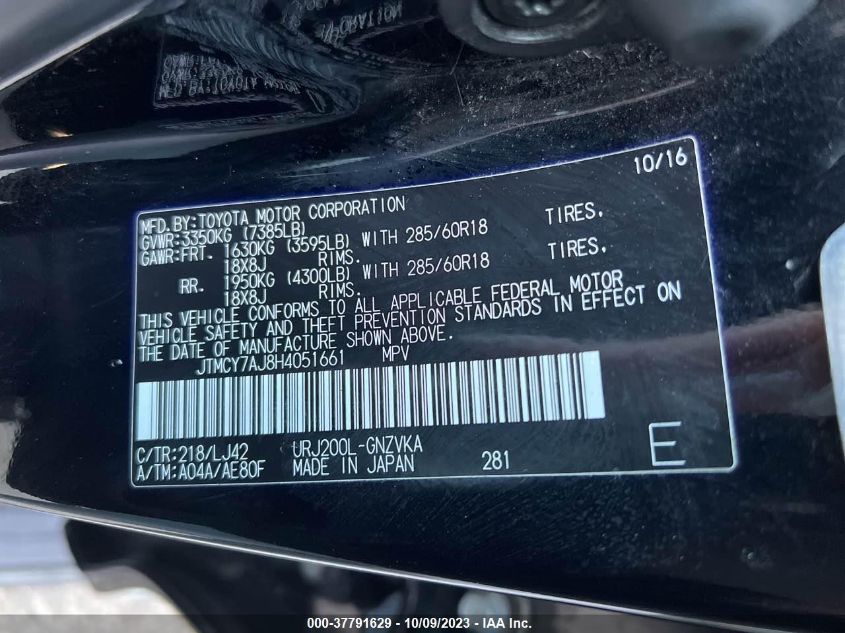 10/16
MFD.BY:TOYOTA MOTOR CORPORATION
GVWR:3350KG (7385LB)
GAWR:FRT. 1630KG (3595LB) WITH 285/60R18 TIRES.
18X8J RIMS.
RR. 1950KG (4300LB) WITH 285/60R18 TIRES.
18X8J RIMS.
THIS VEHICLE CONFORMS TO ALL APPLICABLE FEDERAL MOTOR
VEHICLE SAFETY AND THEFT PREVENTION STANDARDS IN EFFECT ON
THE DATE OF MANUFACTURE SHOWN ABOVE.
JTMCY7AJ8H4051661 MPV
C/TR:218/LJ42 URJ200L-GNZVKA
A/TM:A04A/AE80F MADE IN JAPAN 281 E
000-37791629 - 10/09/2023 - IAA Inc.